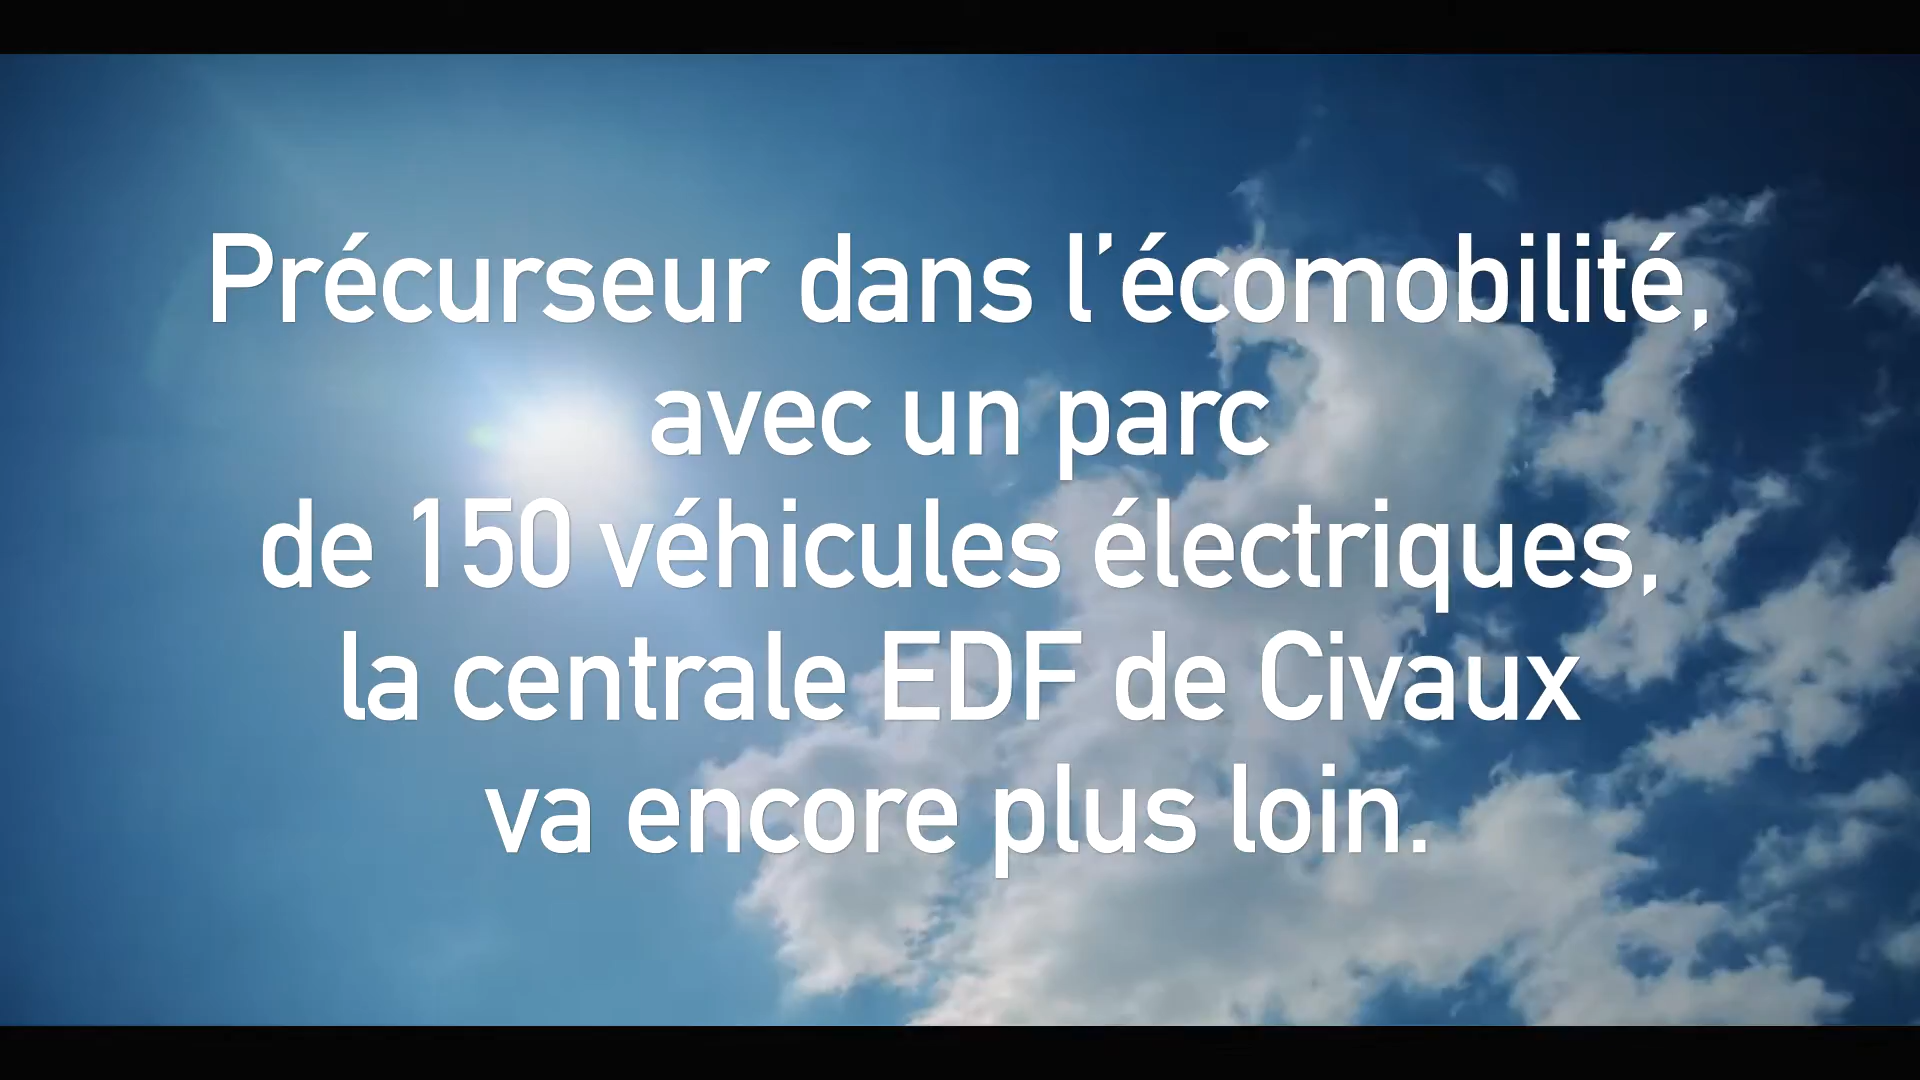 Précurseur dans l’écomobilité,
avec un parc
de 150 véhicules électriques,
la centrale EDF de Civaux
va encore plus loin.